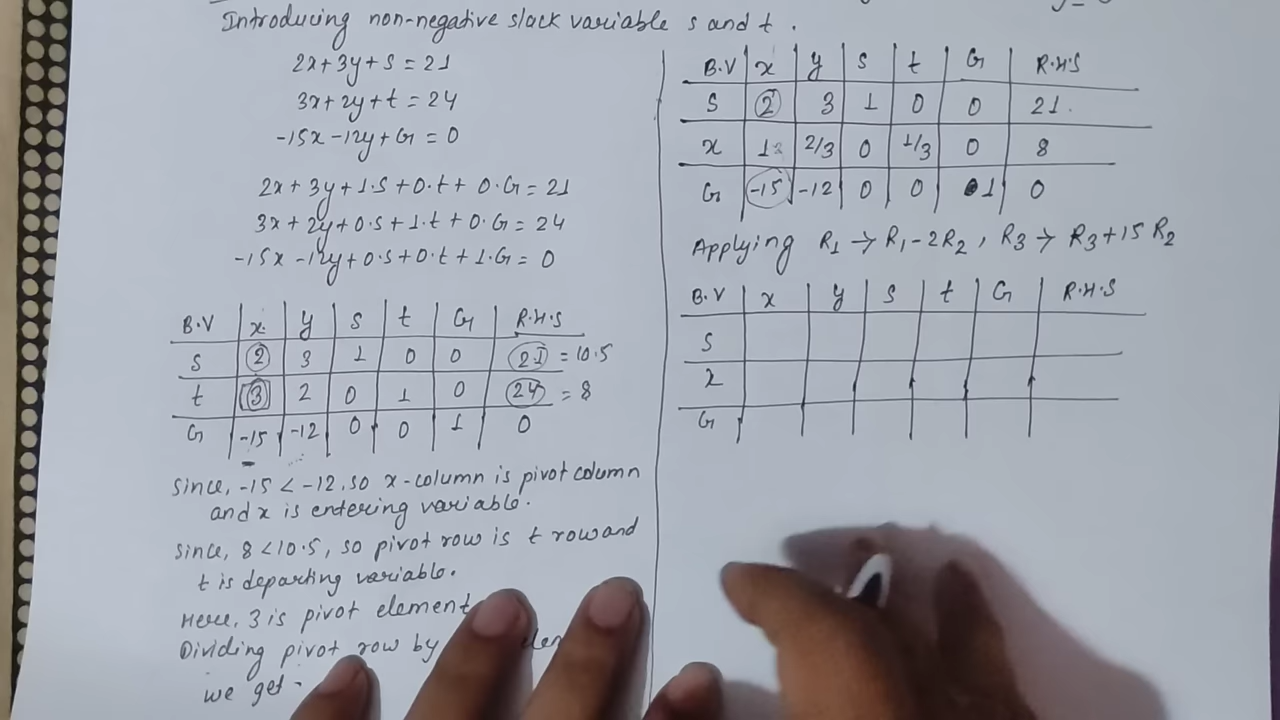 Introducing non-negative slack variable s and t.
2x+3y+s=21
3x+2y+t=24
-15x-12y+G=0
2x+3y+1.s+0.t+0.G=21
3x+2y+0.s+1.t+0.G=24
-15x-12y+0.s+0.t+1.G=0
B.V x y s t G R.H.S
s 2 3 1 0 0 21 =10.5
t 3 2 0 1 0 24 =8
G -15 -12 0 0 1 0
Since, -15 < -12, so x-column is pivot column
and x is entering variable.
Since, 8 < 10.5, so pivot row is t row and
t is departing variable.
Here, 3 is pivot element
Dividing pivot row by
we get-
B.V x y s t G R.H.S
s 2 3 1 0 0 21.
x 1 2/3 0 1/3 0 8
G -15 -12 0 0 1 0
Applying R1 → R1-2R2, R3 → R3+15R2
B.V x y s t G R.H.S
s
x
G